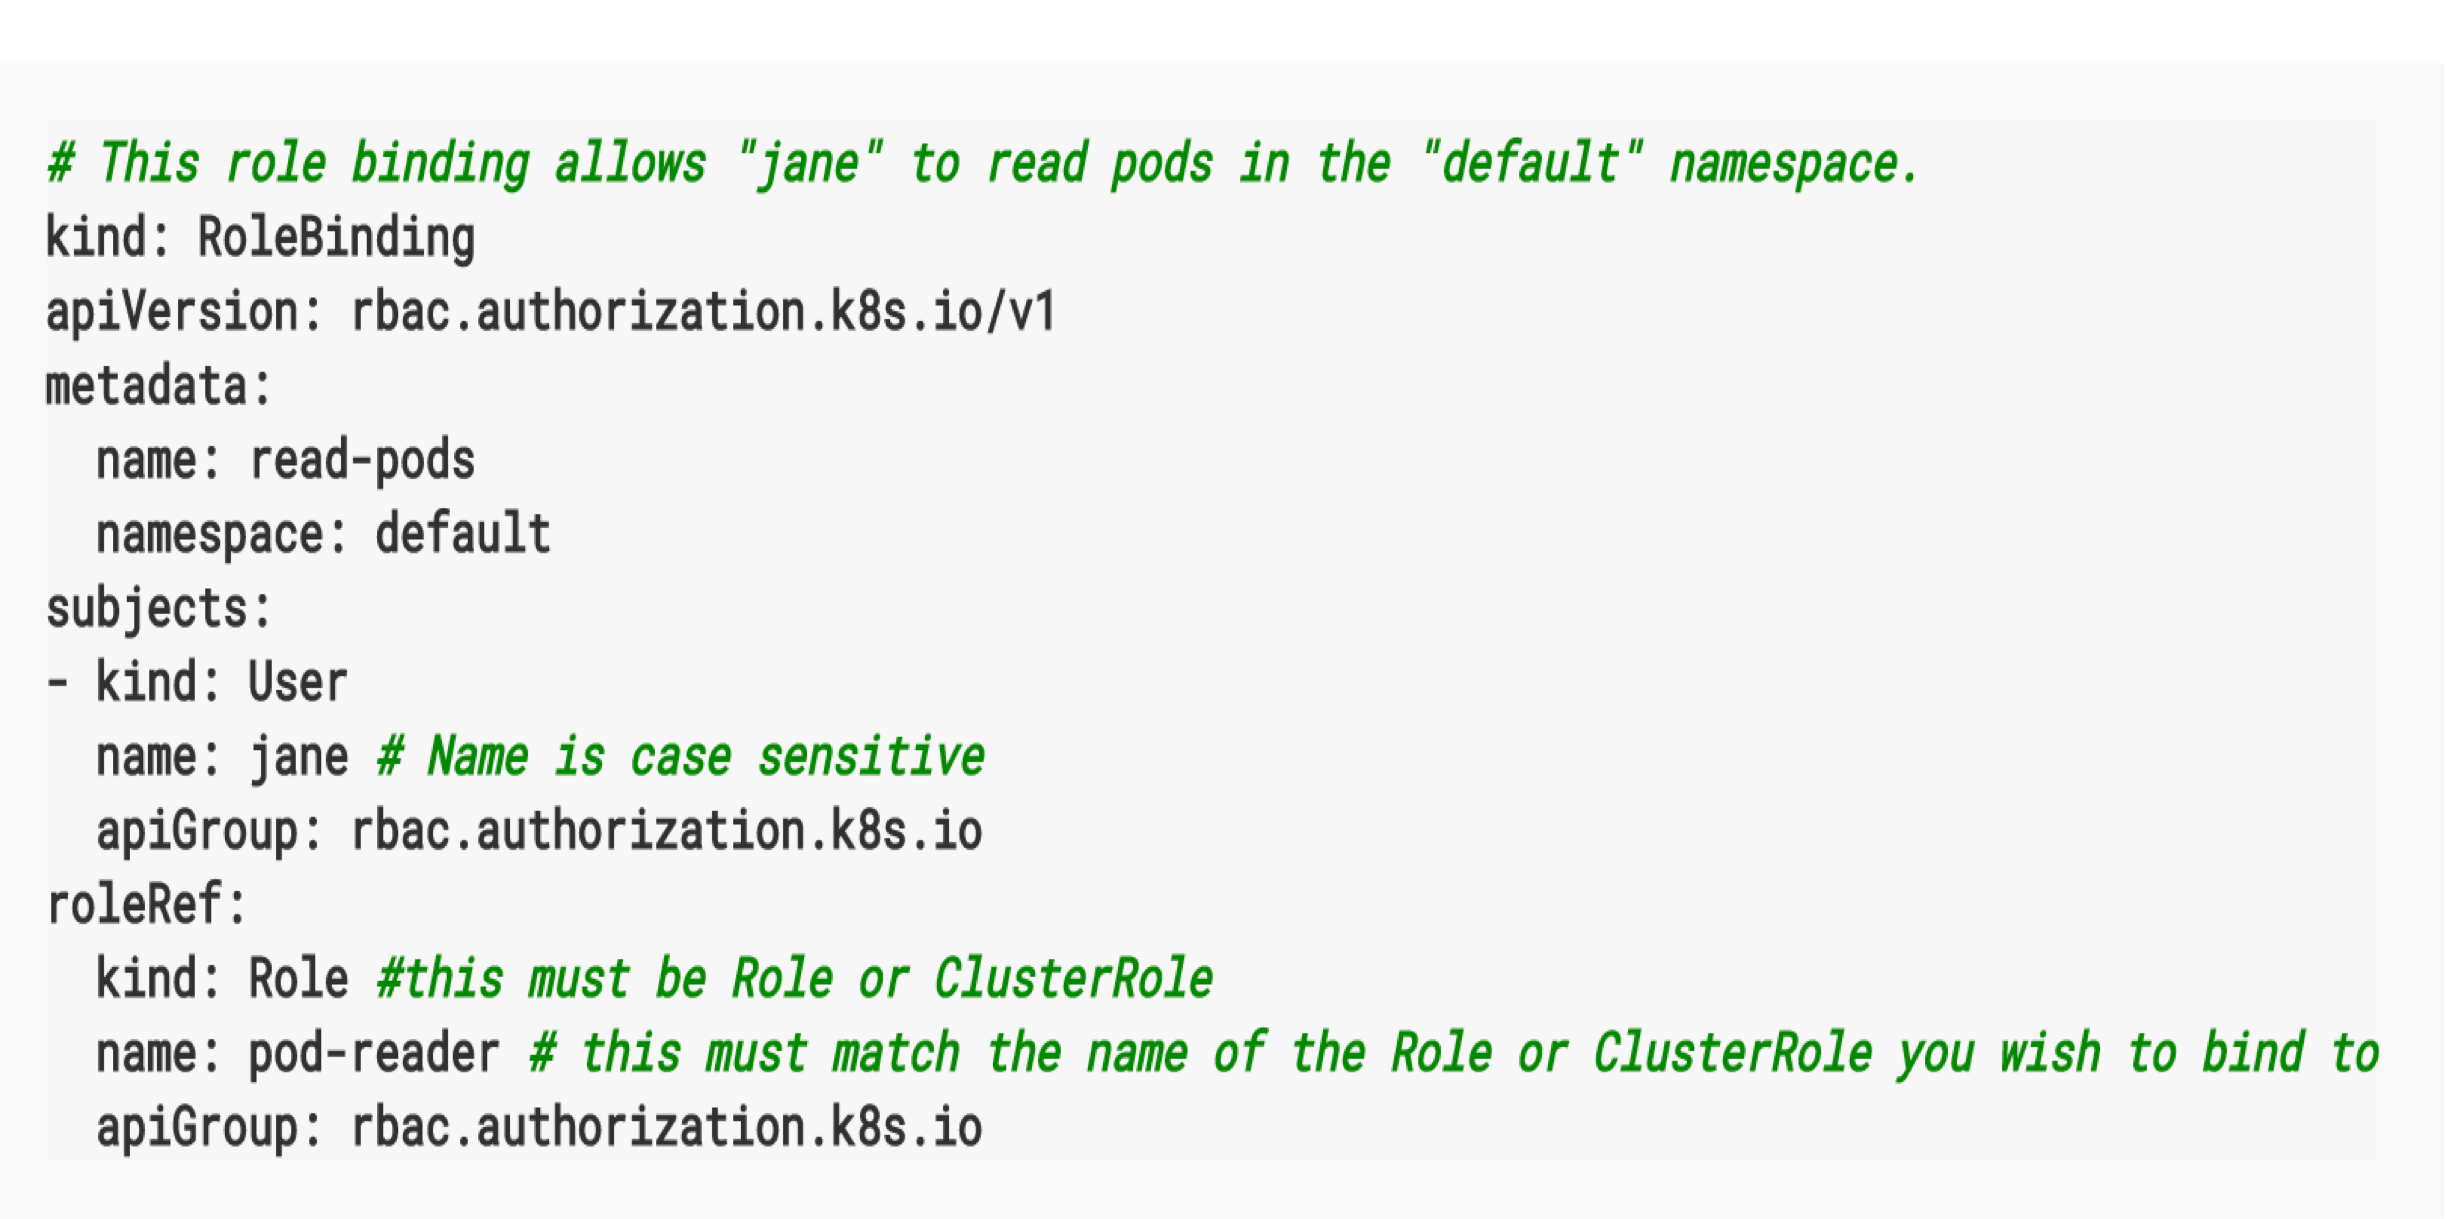 # This role binding allows "jane" to read pods in the "default" namespace.
kind: RoleBinding
apiVersion: rbac.authorization.k8s.io/v1
metadata:
  name: read-pods
  namespace: default
subjects:
- kind: User
  name: jane # Name is case sensitive
  apiGroup: rbac.authorization.k8s.io
roleRef:
  kind: Role #this must be Role or ClusterRole
  name: pod-reader # this must match the name of the Role or ClusterRole you wish to bind to
  apiGroup: rbac.authorization.k8s.io